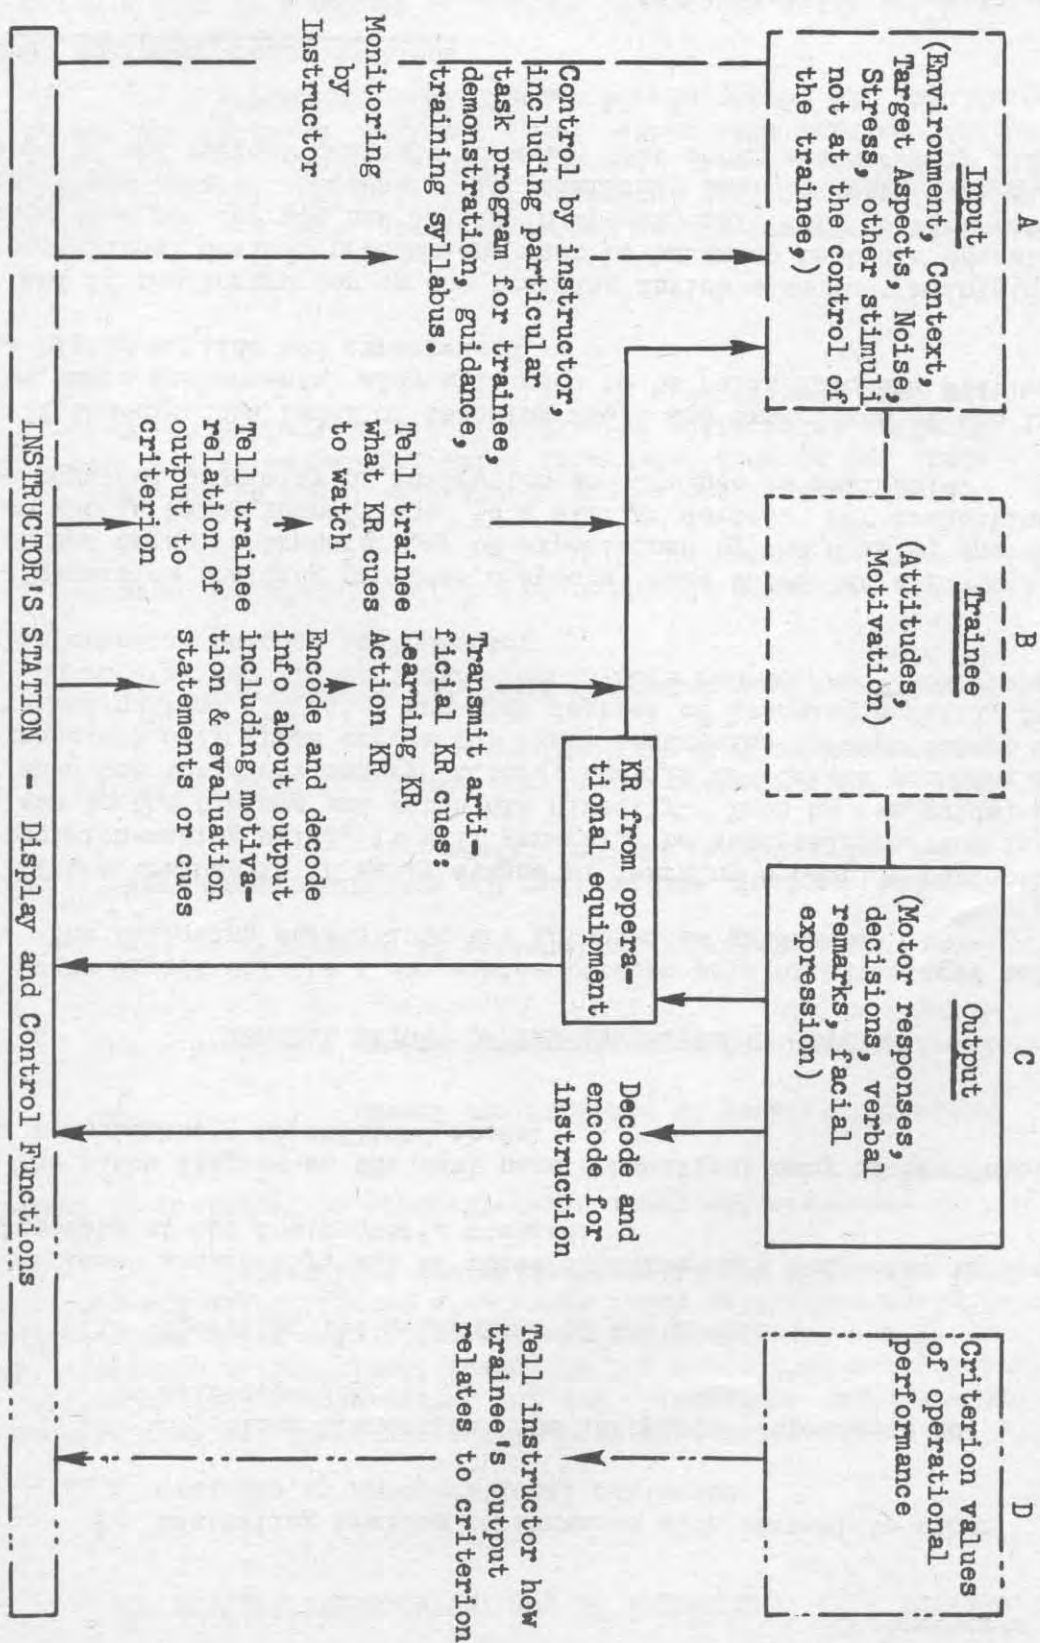 A
Input
(Environment, Context,
Target Aspects, Noise,
Stress, other stimuli
not at the control of
the trainee,)
B
Trainee
(Attitudes,
Motivation)
C
Output
(Motor responses,
decisions, verbal
remarks, facial
expression)
D
Criterion values
of operational
performance
KR from opera-
tional equipment
Control by instructor,
including particular
task program for trainee,
demonstration, guidance,
training syllabus.
Monitoring
by
Instructor
Tell trainee
what KR cues
to watch
Tell trainee
relation of
output to
criterion
Transmit arti-
ficial KR cues:
Learning KR
Action KR
Encode and decode
info about output
including motiva-
tion & evaluation
statements or cues
Decode and
encode for
instruction
Tell instructor how
trainee's output
relates to criterion
INSTRUCTOR'S STATION - Display and Control Functions